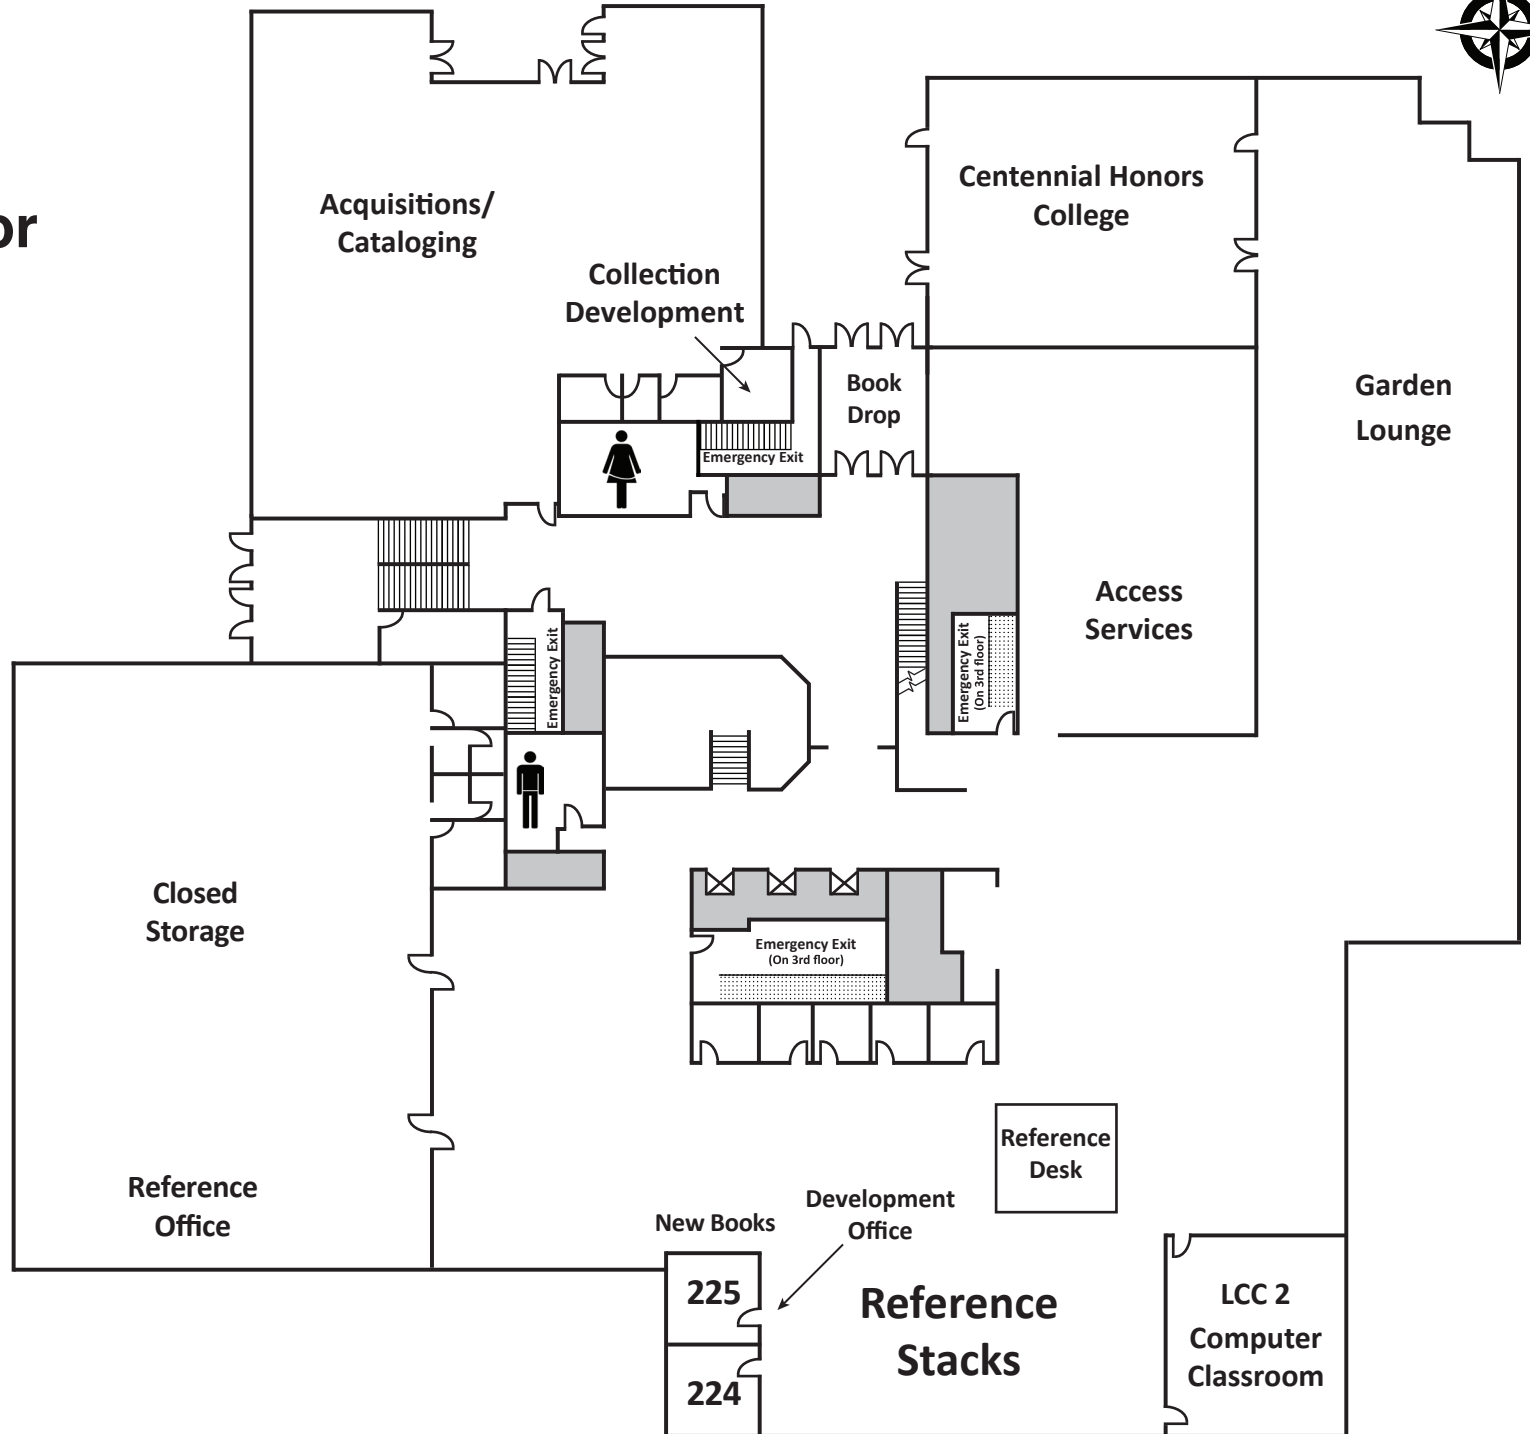 or
Acquisitions/
Cataloging
Collection
Development
Centennial Honors
College
Book
Drop
Garden
Lounge
Emergency Exit
Access
Services
Emergency Exit
Emergency Exit
(On 3rd floor)
Closed
Storage
Emergency Exit
(On 3rd floor)
Reference
Desk
Reference
Office
Development
Office
New Books
225
Reference
Stacks
LCC 2
Computer
Classroom
224